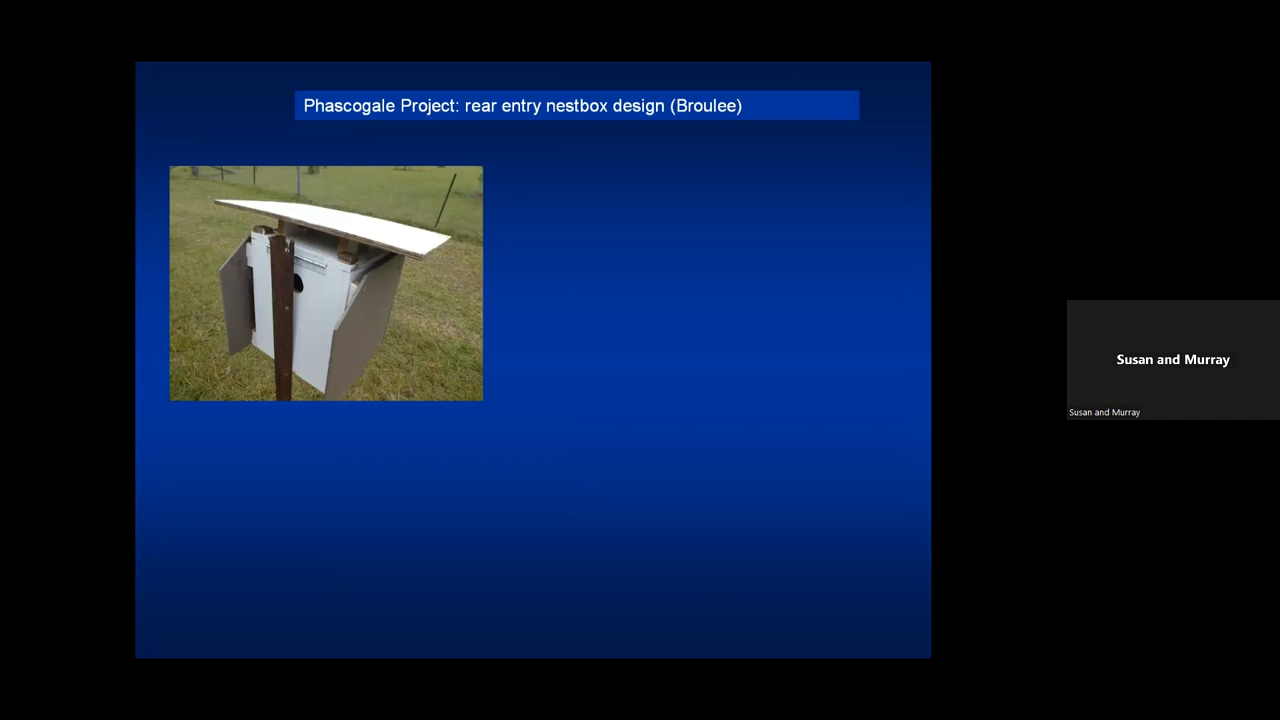 Phascogale Project: rear entry nestbox design (Broulee)
Susan and Murray
Susan and Murray